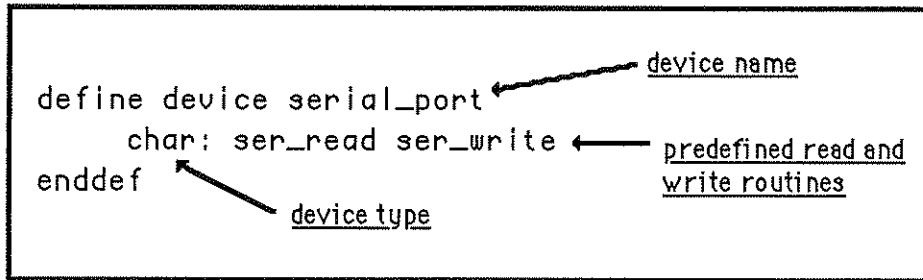 device name
define device serial_port
char: ser_read ser_write
predefined read and
write routines
enddef
device type